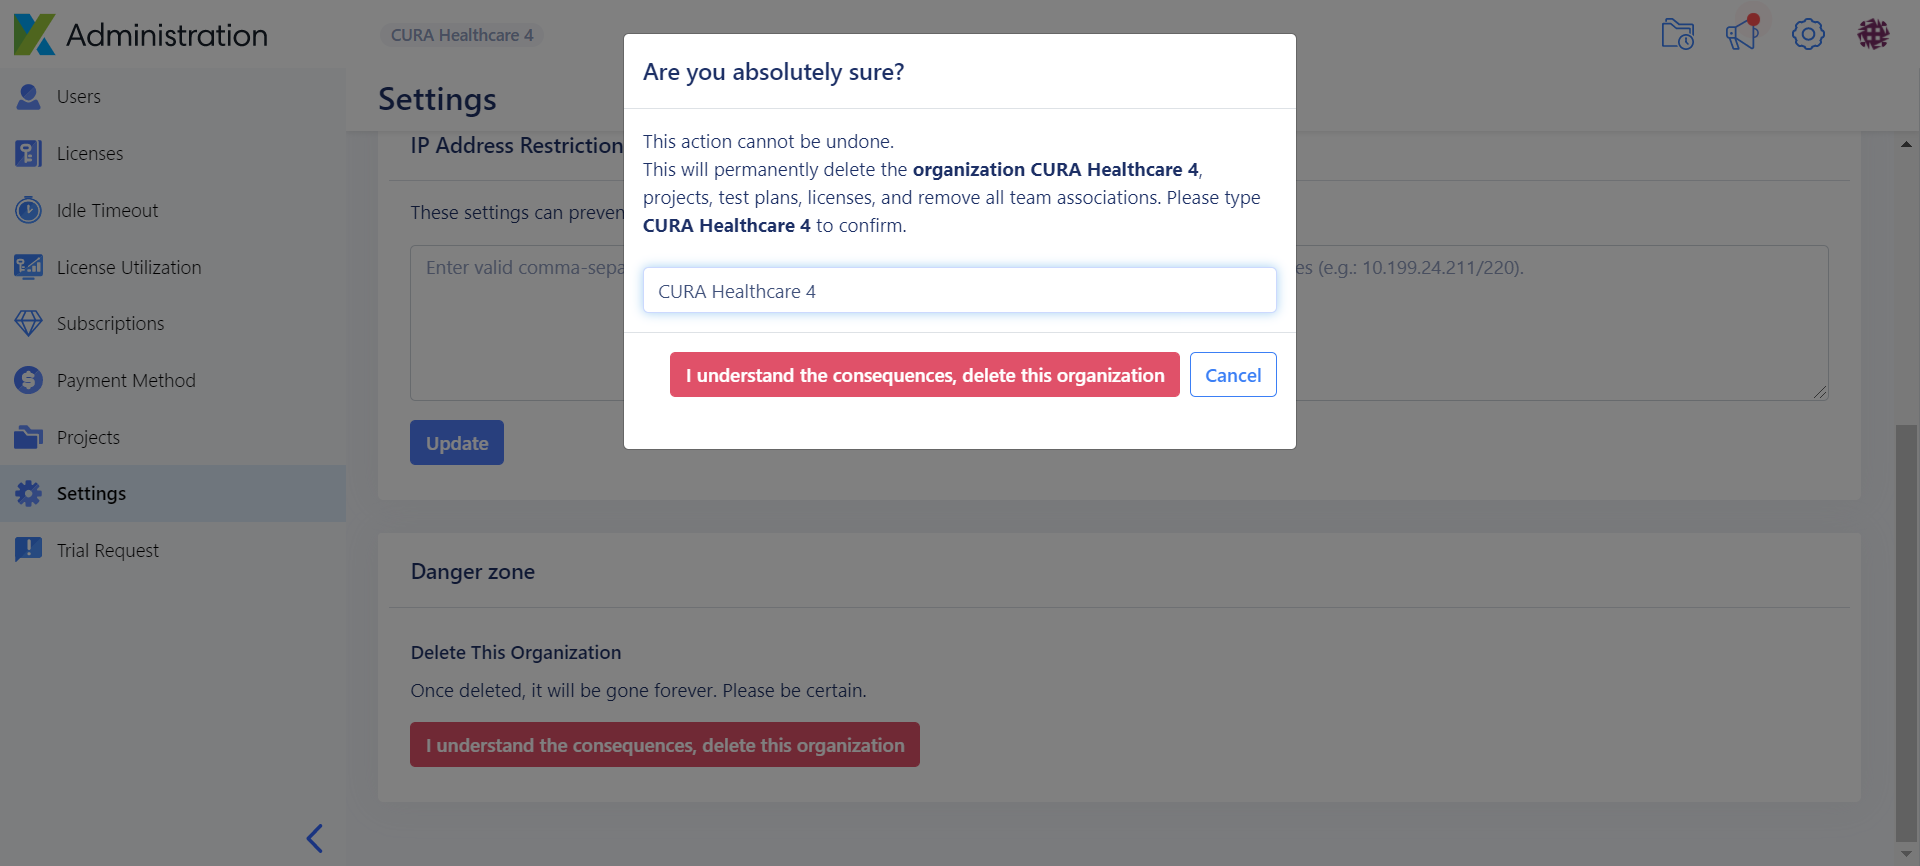 Administration
CURA Healthcare 4
Users
Licenses
Idle Timeout
License Utilization
Subscriptions
Payment Method
Projects
Settings
Trial Request
Settings
IP Address Restriction
These settings can preven
Enter valid comma-sepa
es (e.g.: 10.199.24.211/220).
Update
Are you absolutely sure?
This action cannot be undone.
This will permanently delete the organization CURA Healthcare 4,
projects, test plans, licenses, and remove all team associations. Please type
CURA Healthcare 4 to confirm.
CURA Healthcare 4
I understand the consequences, delete this organization
Cancel
Danger zone
Delete This Organization
Once deleted, it will be gone forever. Please be certain.
I understand the consequences, delete this organization